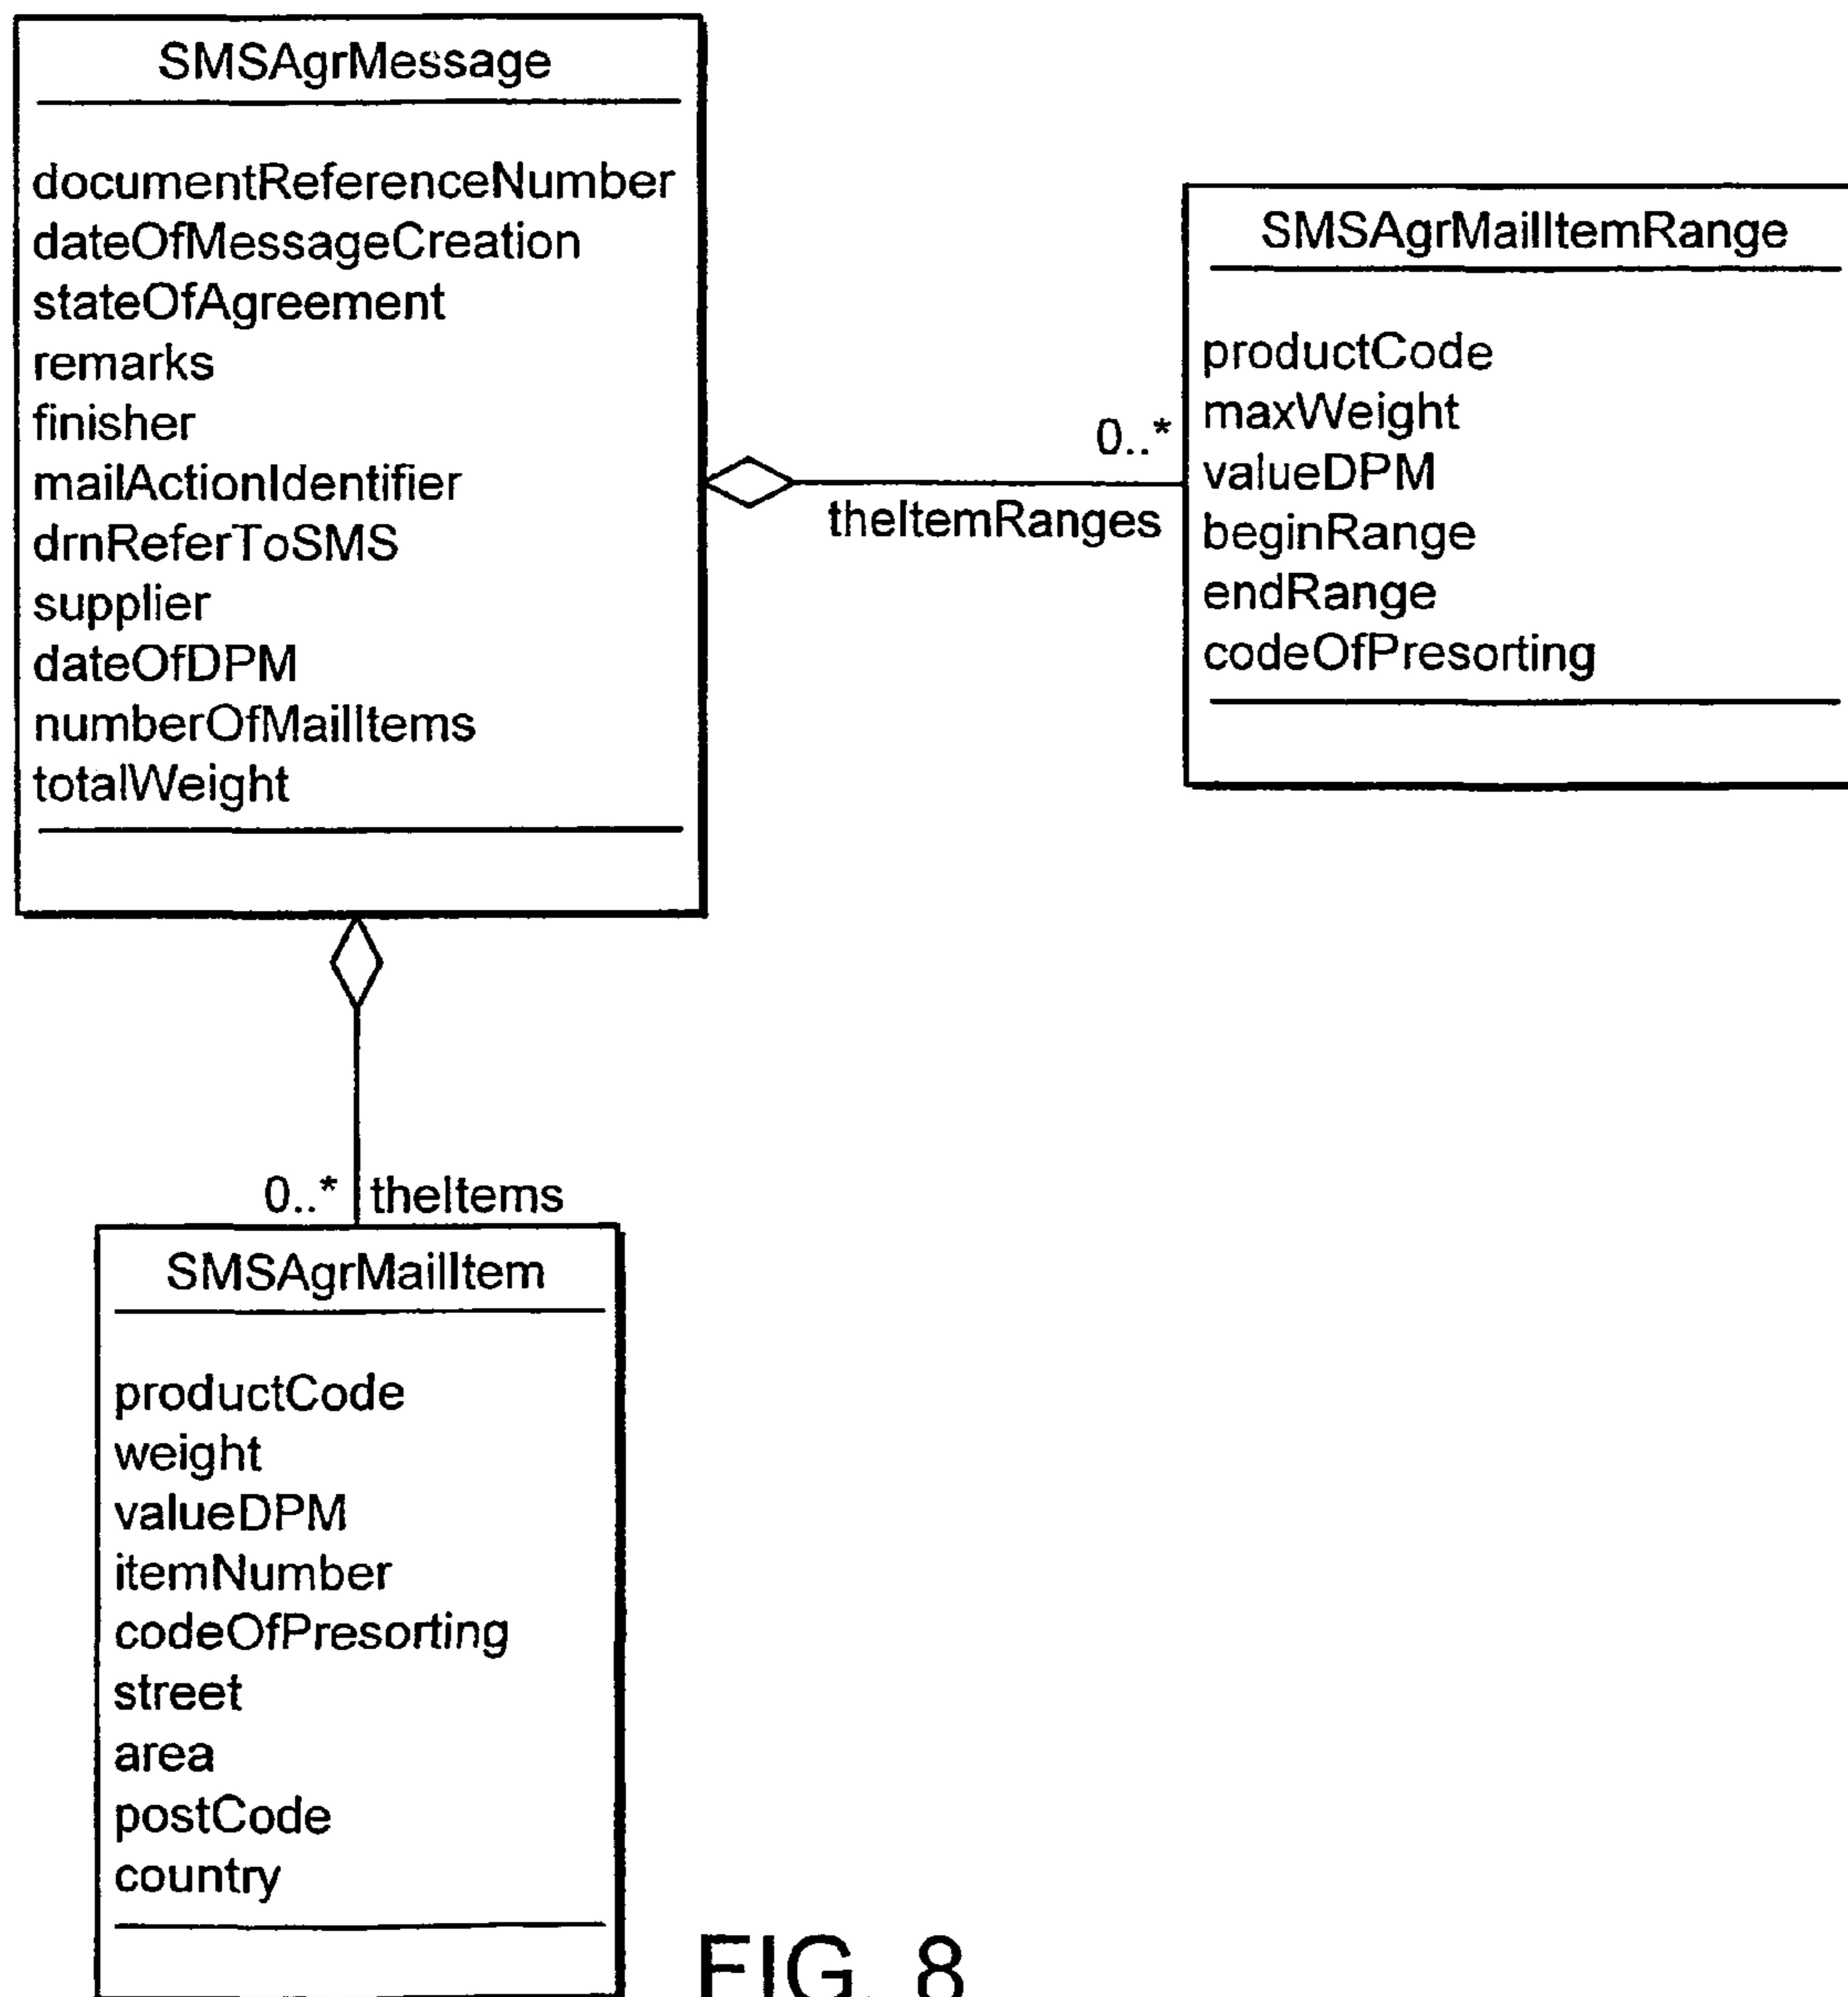 SMSAgrMessage
documentReferenceNumber
dateOfMessageCreation
stateOfAgreement
remarks
finisher
mailActionIdentifier
drnReferToSMS
supplier
dateOfDPM
numberOfMailItems
totalWeight
0..*
theItemRanges
SMSAgrMailItemRange
productCode
maxWeight
valueDPM
beginRange
endRange
codeOfPresorting
0..* theItems
SMSAgrMailItem
productCode
weight
valueDPM
itemNumber
codeOfPresorting
street
area
postCode
country
FIG. 8